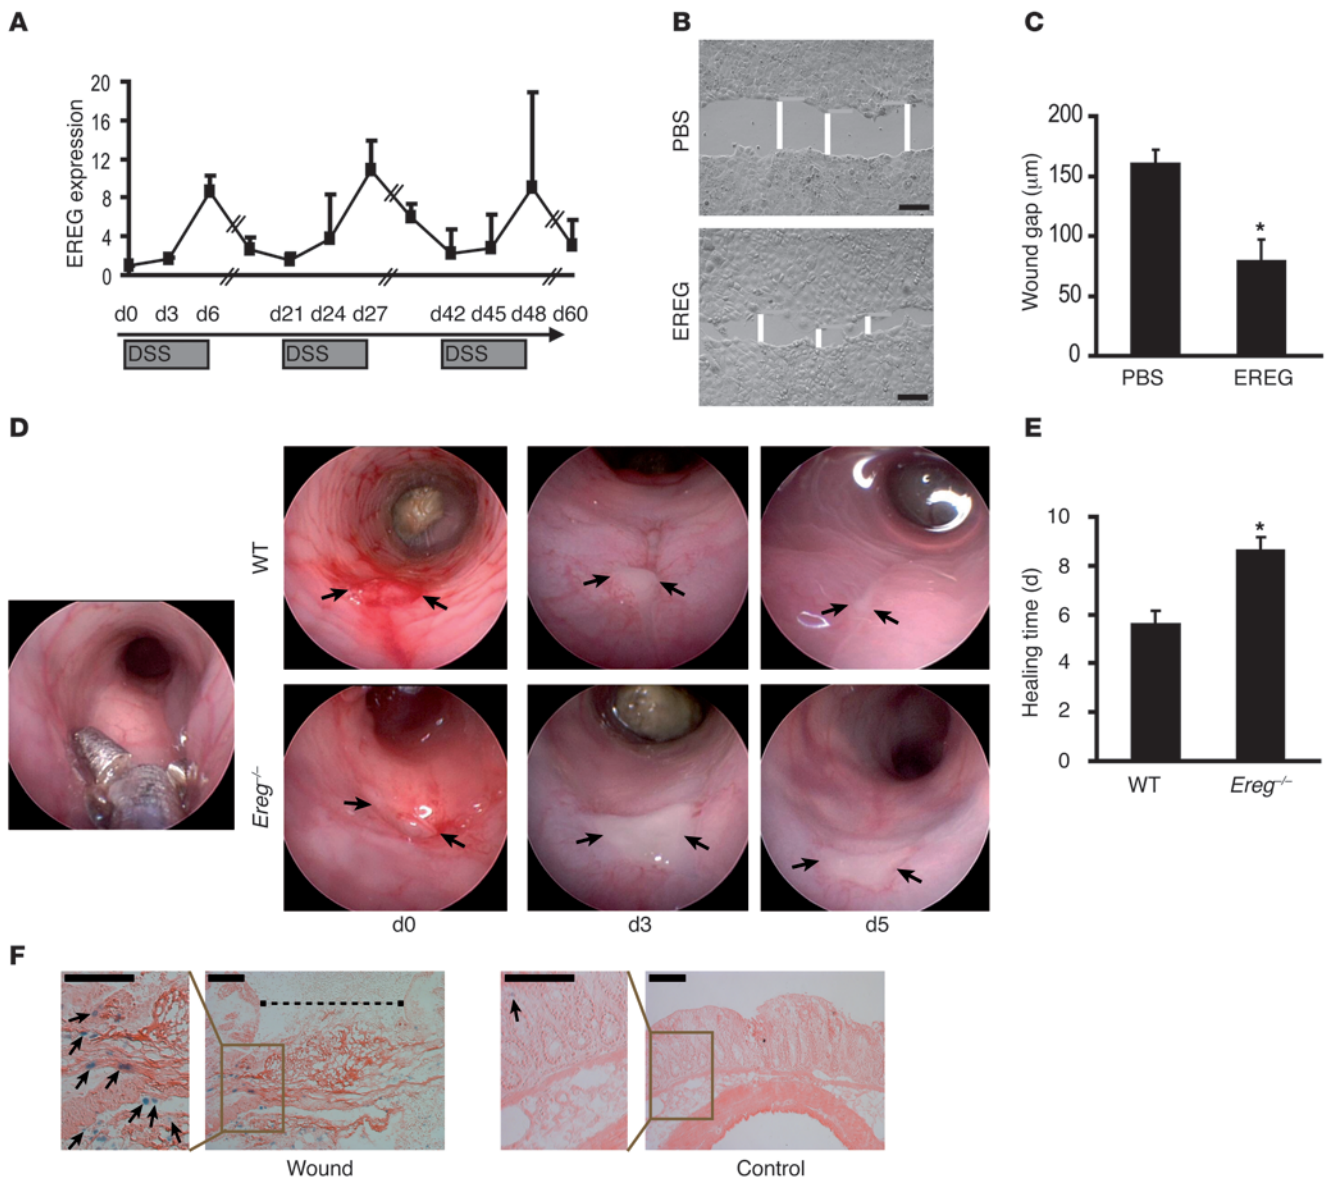 A
EREG expression
20
16
12
8
4
0
d0 d3 d6 d21 d24 d27 d42 d45 d48 d60
DSS DSS DSS
B
PBS
EREG
C
Wound gap (μm)
200
150
100
50
0
*
PBS EREG
D
WT
Ereg–/–
d0 d3 d5
E
Healing time (d)
10
8
6
4
2
0
*
WT Ereg–/–
F
Wound Control